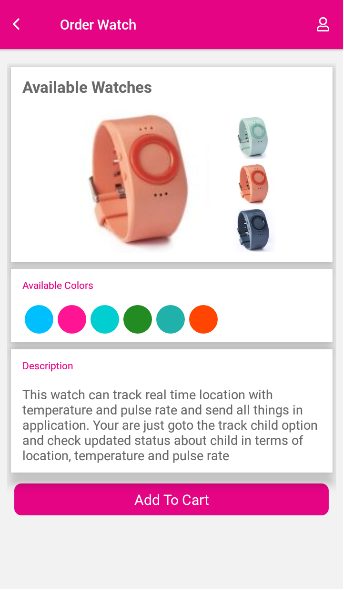 Order Watch
Available Watches
Available Colors
Description
This watch can track real time location with
temperature and pulse rate and send all things in
application. Your are just goto the track child option
and check updated status about child in terms of
location, temperature and pulse rate
Add To Cart